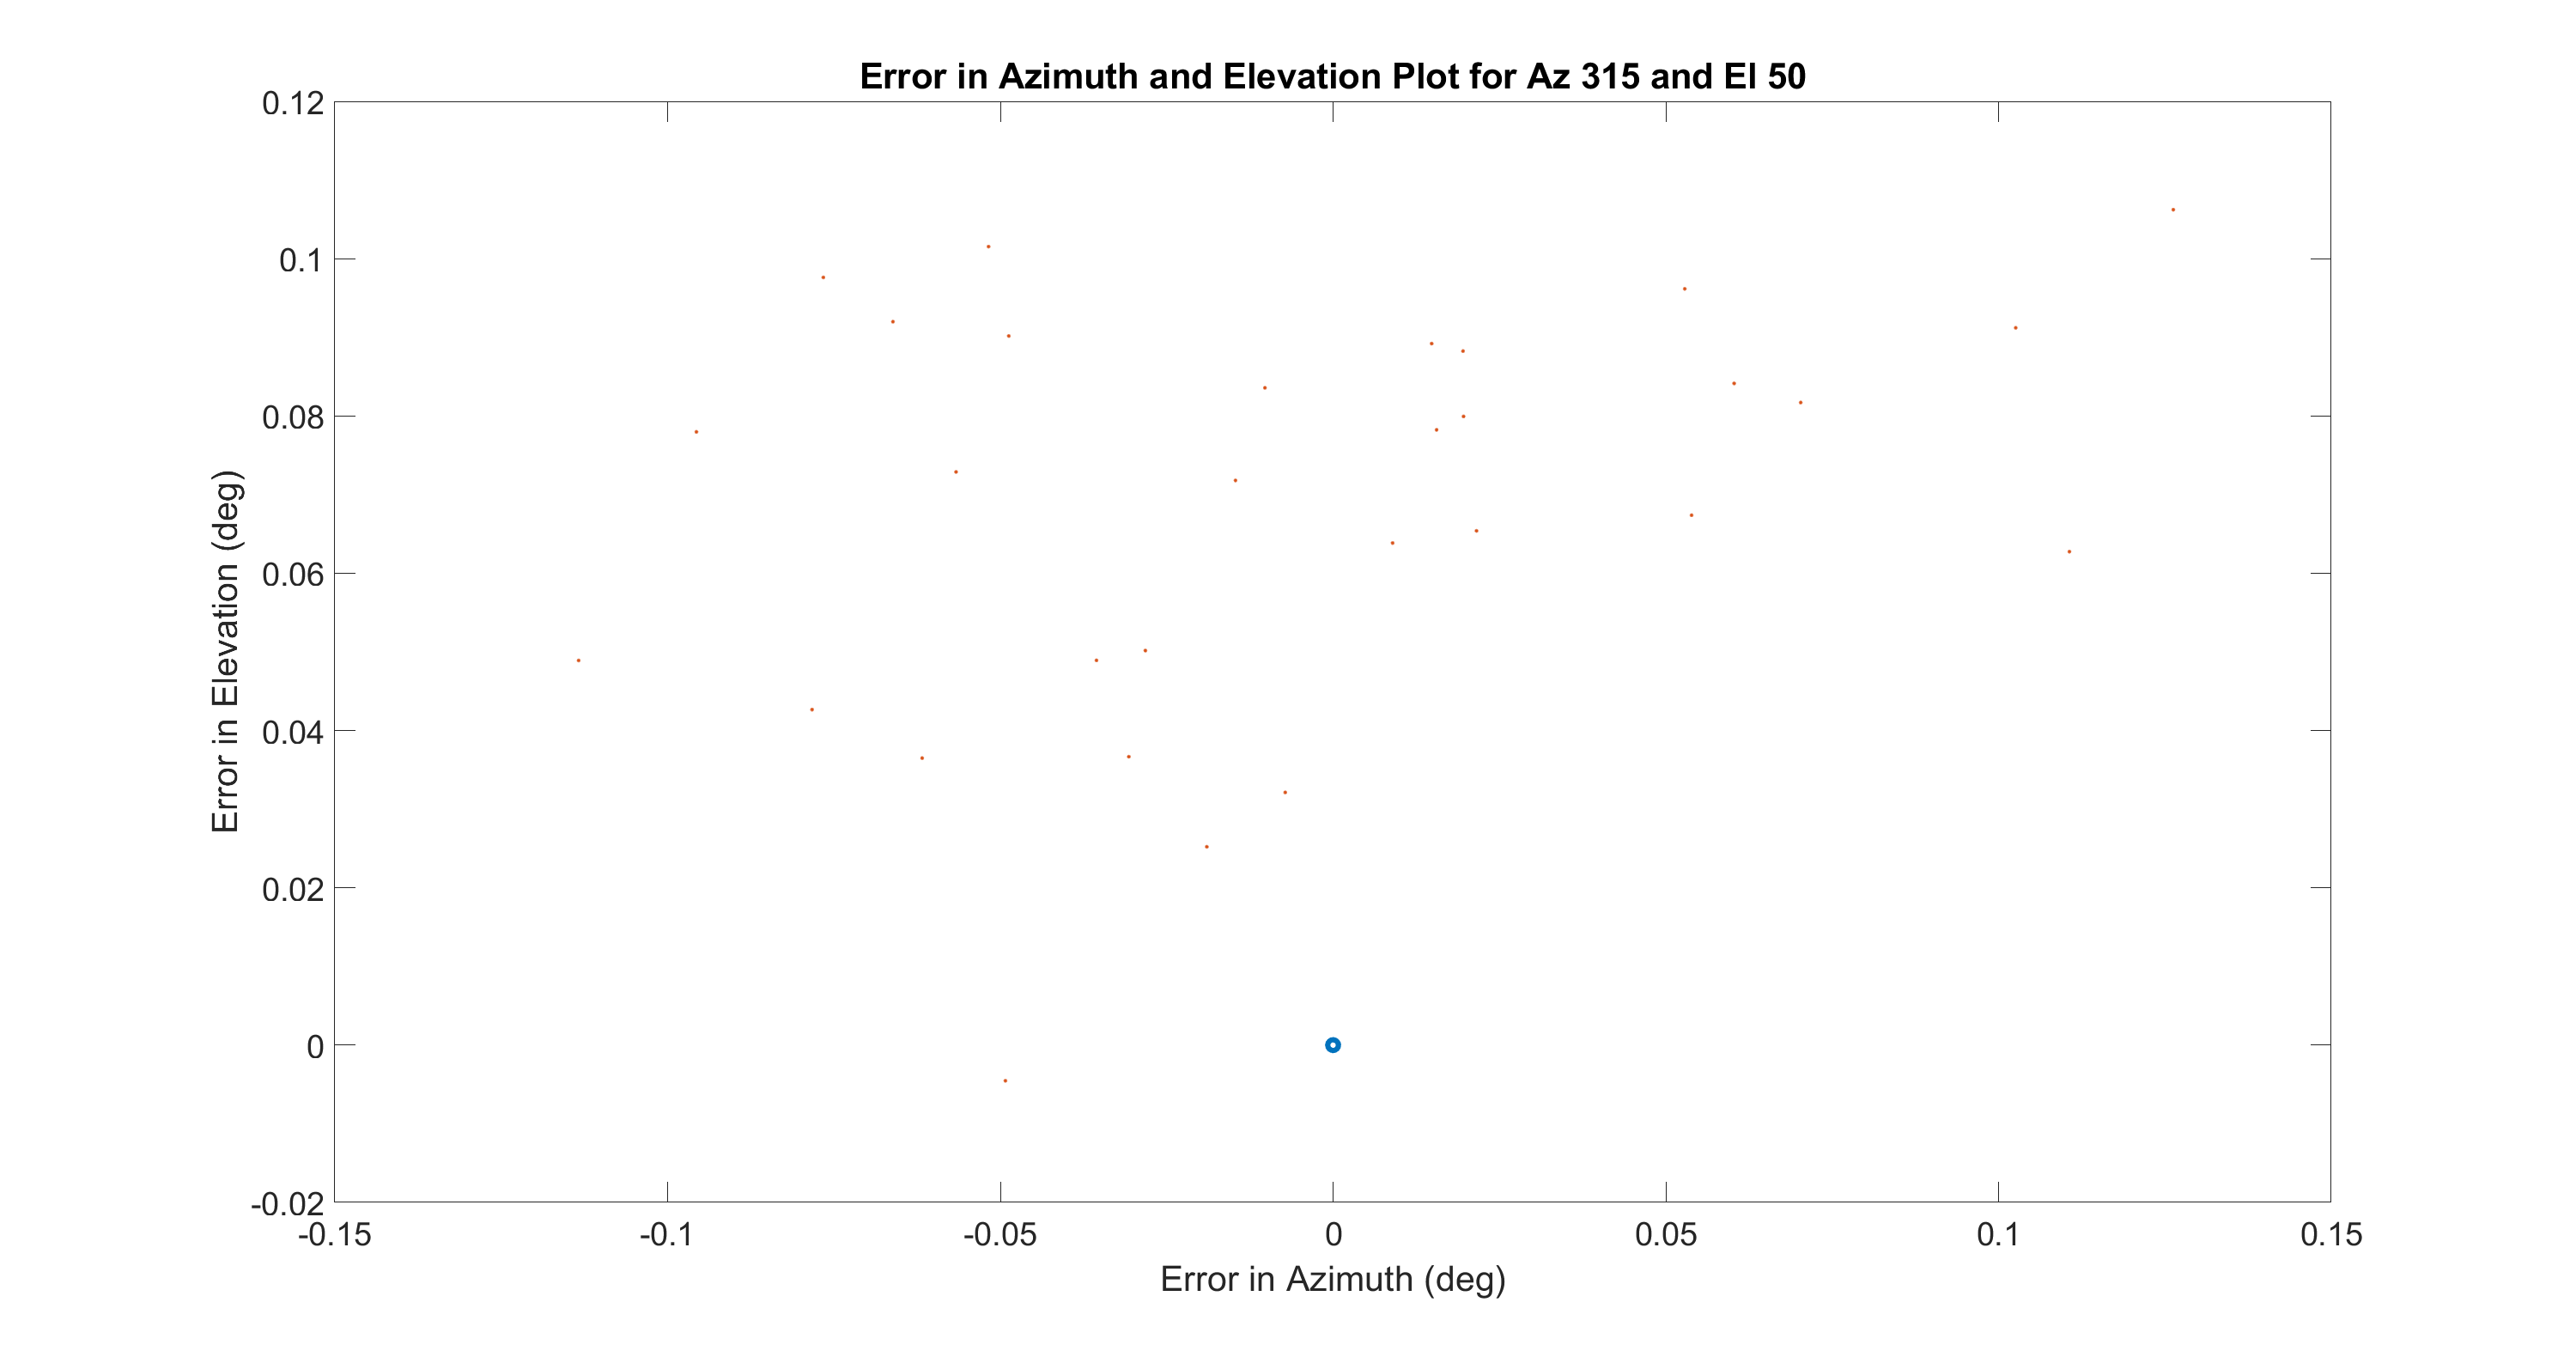 Error in Azimuth and Elevation Plot for Az 315 and El 50
0.12
0.1
0.08
0.06
0.04
0.02
0
-0.02
Error in Elevation (deg)
-0.15 -0.1 -0.05 0 0.05 0.1 0.15
Error in Azimuth (deg)